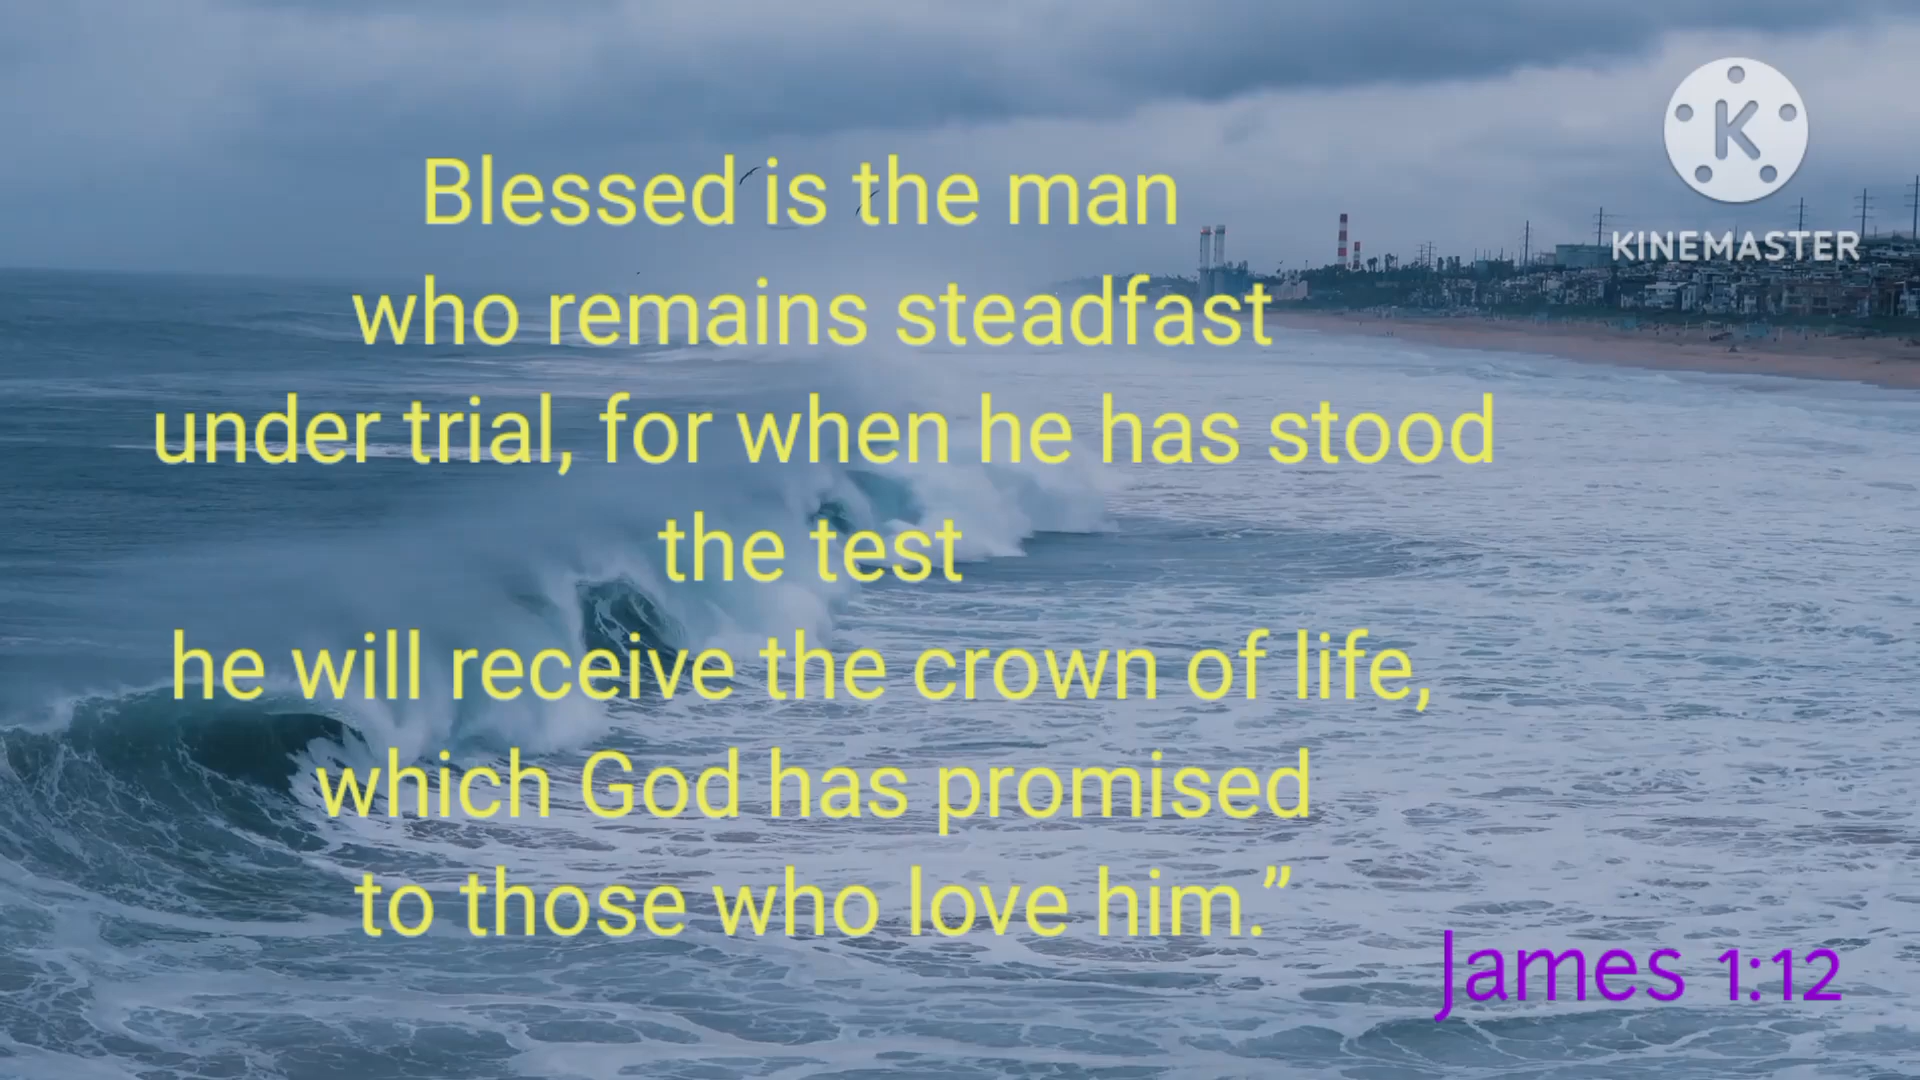 Blessed is the man
who remains steadfast
under trial, for when he has stood
the test
he will receive the crown of life,
which God has promised
to those who love him.”
James 1:12
K
KINEMASTER